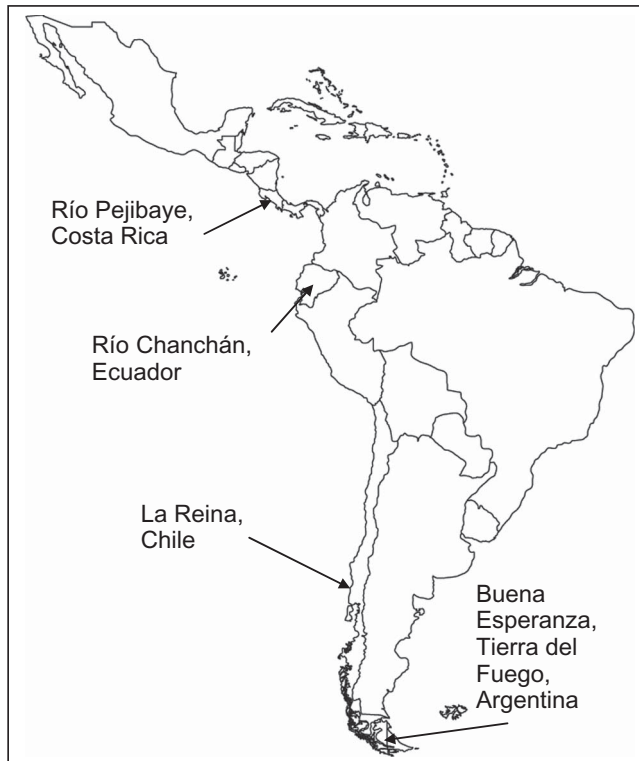 Río Pejibaye,
Costa Rica
Río Chanchán,
Ecuador
La Reina,
Chile
Buena
Esperanza,
Tierra del
Fuego,
Argentina